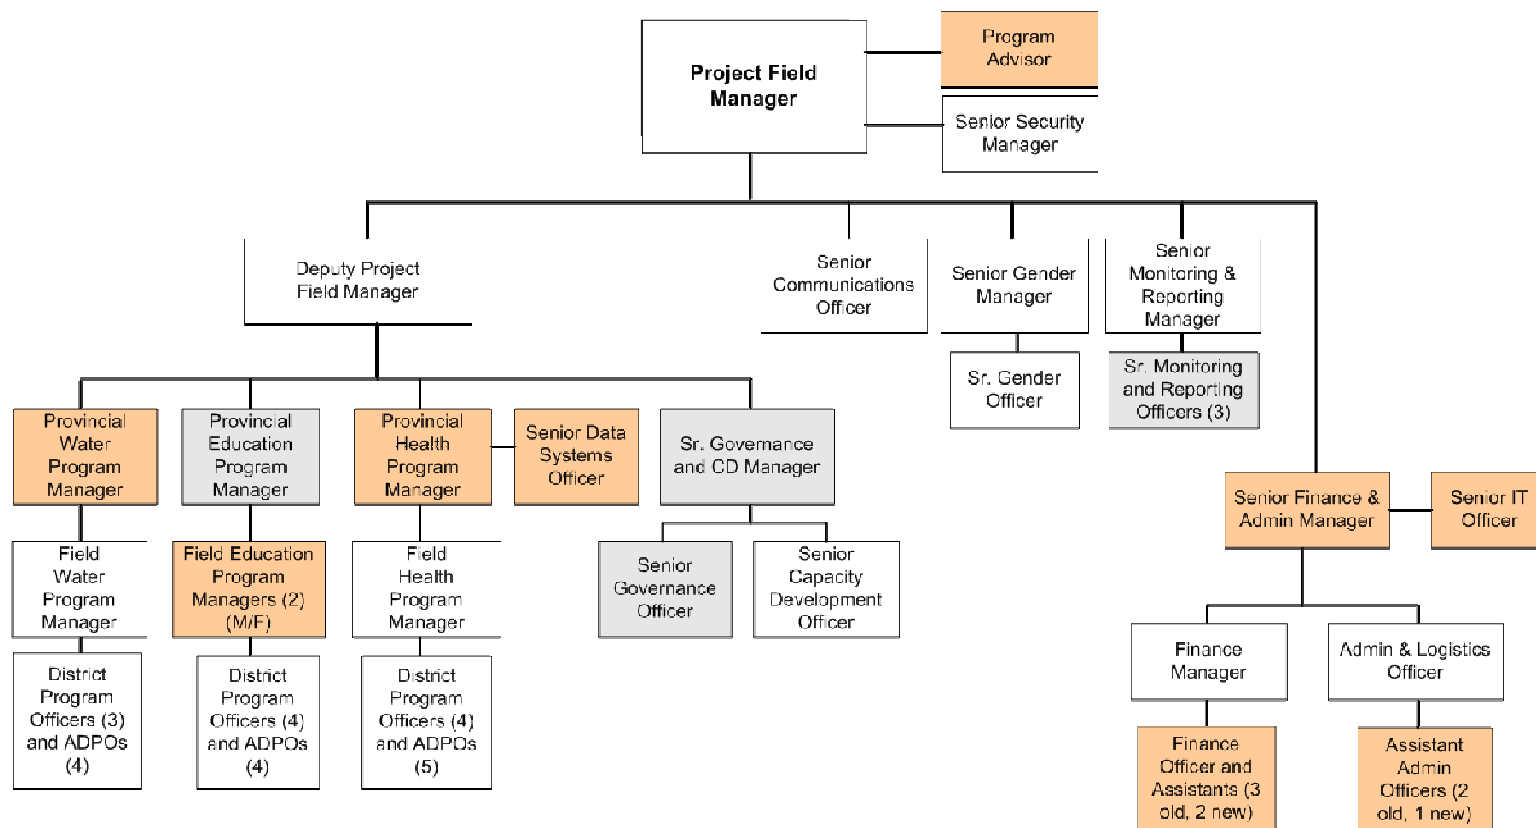 Project Field
Manager
Program
Advisor
Senior Security
Manager
Deputy Project
Field Manager
Senior
Communications
Officer
Senior Gender
Manager
Senior
Monitoring &
Reporting
Manager
Sr. Gender
Officer
Sr. Monitoring
and Reporting
Officers (3)
Provincial
Water
Program
Manager
Provincial
Education
Program
Manager
Provincial
Health
Program
Manager
Senior Data
Systems
Officer
Sr. Governance
and CD Manager
Senior Finance &
Admin Manager
Senior IT
Officer
Field
Water
Program
Manager
Field Education
Program
Managers (2)
(M/F)
Field
Health
Program
Manager
Senior
Governance
Officer
Senior
Capacity
Development
Officer
Finance
Manager
Admin & Logistics
Officer
District
Program
Officers (3)
and ADPOs
(4)
District
Program
Officers (4)
and ADPOs
(4)
District
Program
Officers (4)
and ADPOs
(5)
Finance
Officer and
Assistants (3
old, 2 new)
Assistant
Admin
Officers (2
old, 1 new)